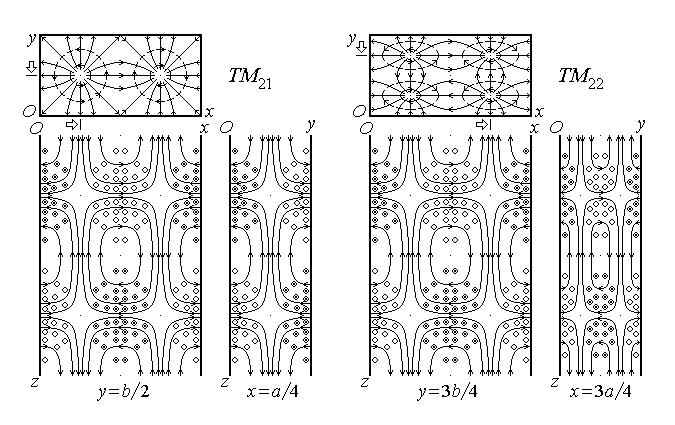 y
TM21
O
x
y
TM22
O
x
O
x
z
y=b/2
O
y
z
x=a/4
O
x
z
y=3b/4
O
y
z
x=3a/4